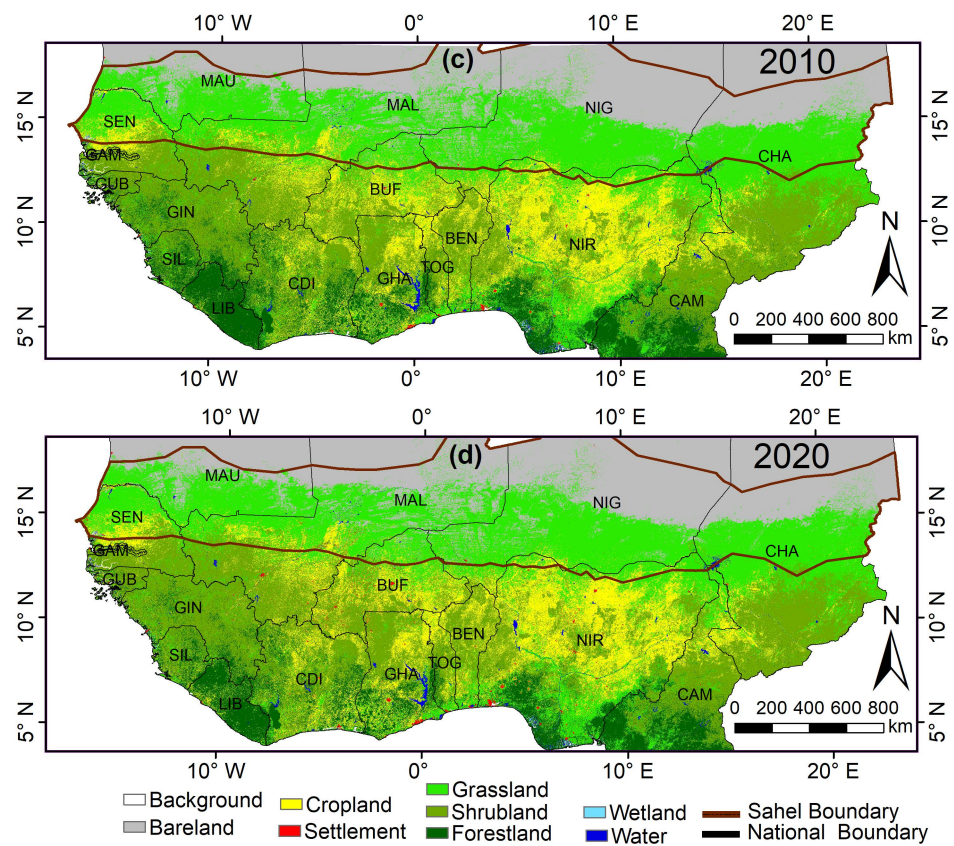 10° W 0° 10° E 20° E
(c) 2010
MAU
MAL
NIG
15° N 15° N
SEN
GAM
CHA
GUB
BUF
GIN
10° N 10° N
BEN
NIR
N
SIL
CDI
GHA
TOG
LIB
CAM
5° N 5° N
0 200 400 600 800
km
10° W 0° 10° E 20° E
10° W 0° 10° E 20° E
(d) 2020
MAU
MAL
NIG
15° N 15° N
SEN
GAM
CHA
GUB
BUF
GIN
10° N 10° N
BEN
NIR
N
SIL
CDI
GHA
TOG
LIB
CAM
5° N 5° N
0 200 400 600 800
km
10° W 0° 10° E 20° E
Background Cropland Grassland Wetland Sahel Boundary
Bareland Settlement Shrubland Water National Boundary
Forestland